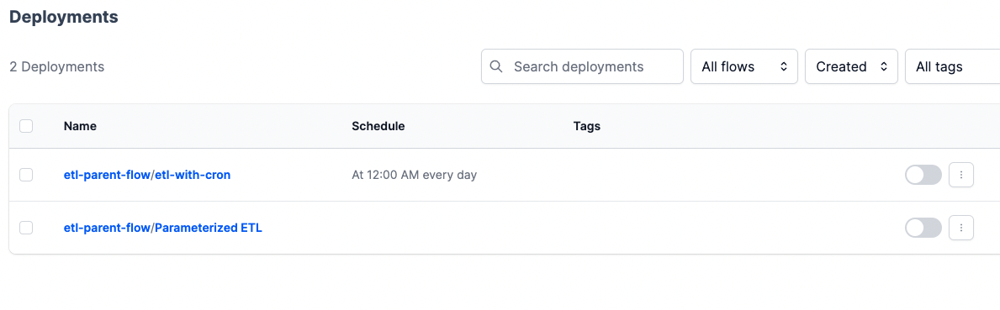 Deployments
2 Deployments
Search deployments
All flows
Created
All tags
Name Schedule Tags
etl-parent-flow/etl-with-cron At 12:00 AM every day
etl-parent-flow/Parameterized ETL